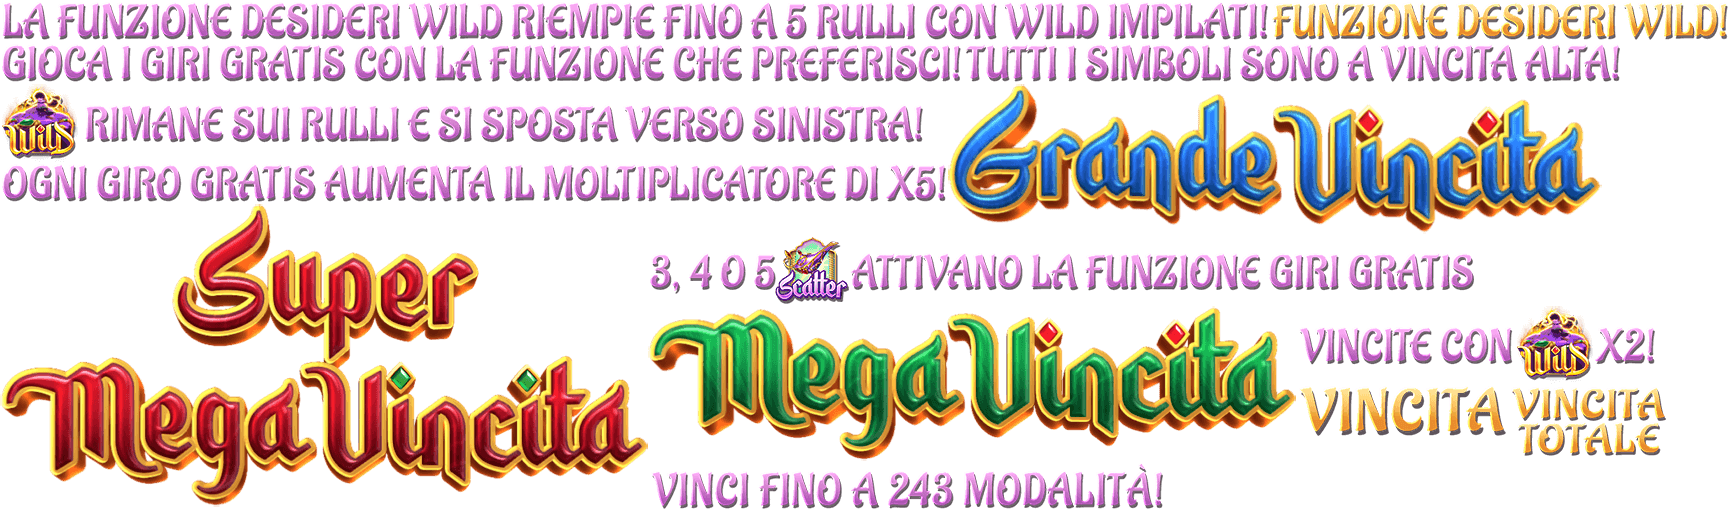 LA FUNZIONE DESIDERI WILD RIEMPIE FINO A 5 RULLI CON WILD IMPILATI!
FUNZIONE DESIDERI WILD!
GIOCA I GIRI GRATIS CON LA FUNZIONE CHE PREFERISCI!
TUTTI I SIMBOLI SONO A VINCITA ALTA!
WILD RIMANE SUI RULLI E SI SPOSTA VERSO SINISTRA!
OGNI GIRO GRATIS AUMENTA IL MOLTIPLICATORE DI X5!
Grande Vincita
Super
Mega Vincita
3, 4 O 5 Scatter ATTIVANO LA FUNZIONE GIRI GRATIS
Mega Vincita
VINCITE CON WILD X2!
VINCITA
VINCITA
TOTALE
VINCI FINO A 243 MODALITÀ!